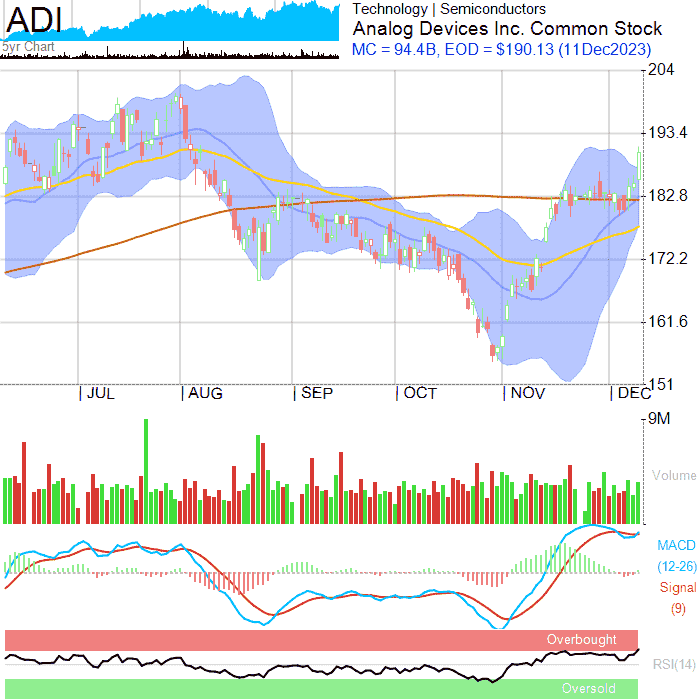 ADI
5yr Chart
Technology | Semiconductors
Analog Devices Inc. Common Stock
MC = 94.4B, EOD = $190.13 (11Dec2023)
204
193.4
182.8
172.2
161.6
151
| JUL | AUG | SEP | OCT | NOV | DEC
9M
Volume
MACD
(12-26)
Signal
(9)
Overbought
RSI(14)
Oversold